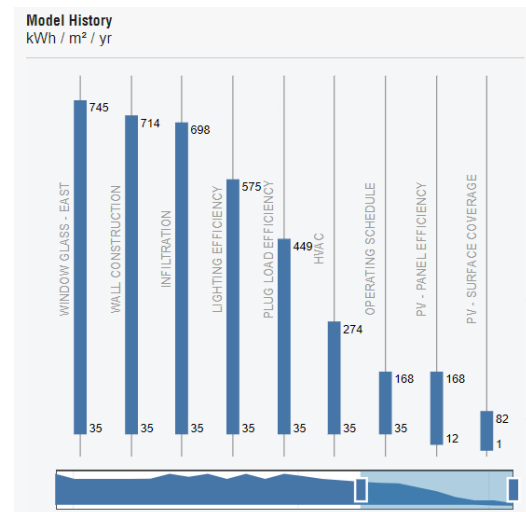 Model History
kWh / m² / yr
745
714
698
575
449
274
168
168
82
WINDOW GLASS - EAST
WALL CONSTRUCTION
INFILTRATION
LIGHTING EFFICIENCY
PLUG LOAD EFFICIENCY
HVAC
OPERATING SCHEDULE
PV - PANEL EFFICIENCY
PV - SURFACE COVERAGE
35
35
35
35
35
35
35
12
1